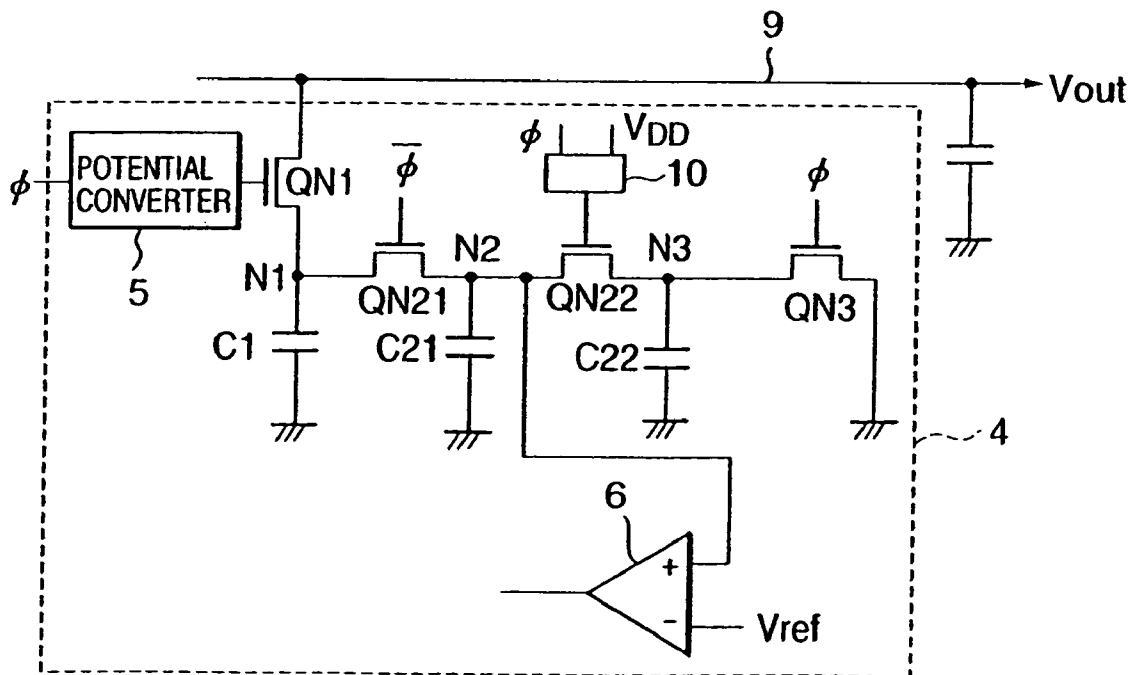 9
Vout
ϕ
POTENTIAL
CONVERTER
5
QN1
ϕ̅
ϕ
VDD
10
ϕ
N1
QN21
N2
QN22
N3
QN3
C1
C21
C22
4
6
+
-
Vref